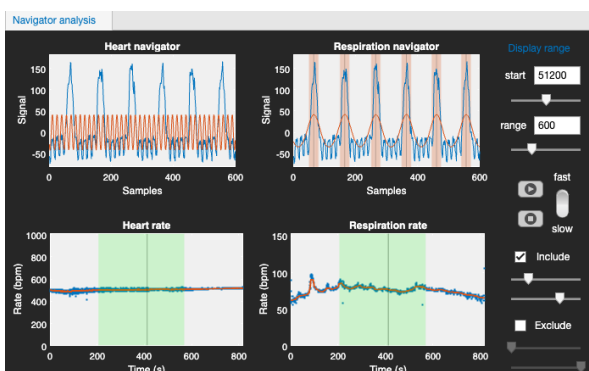 Navigator analysis
Heart navigator
Respiration navigator
Display range
Signal
150
100
50
0
-50
0
200
400
600
Samples
Signal
150
100
50
0
-50
0
200
400
600
Samples
start 51200
range 600
fast
slow
Heart rate
Respiration rate
Rate (bpm)
1000
800
600
400
200
0
0
200
400
600
800
Time (s)
Rate (bpm)
150
100
50
0
0
200
400
600
800
Time (s)
Include
Exclude